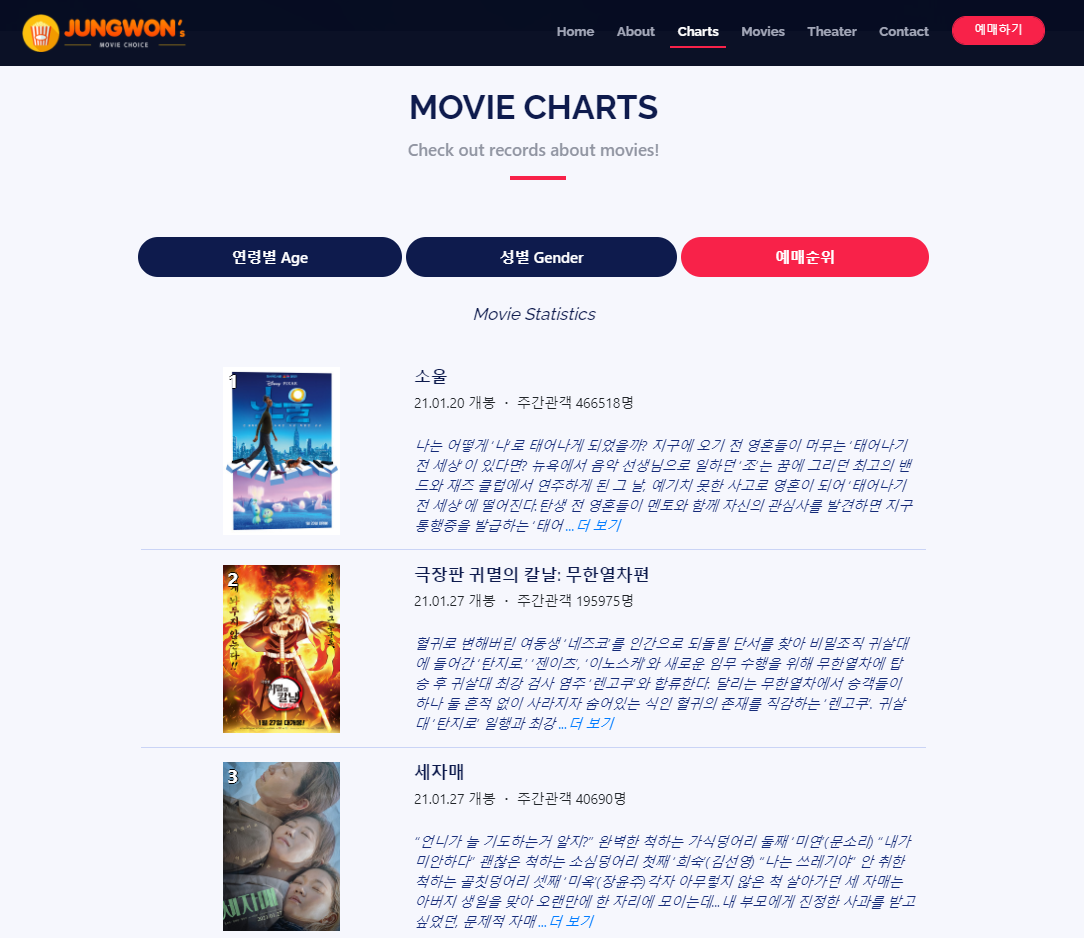 JUNGWON's
MOVIE CHOICE
Home About Charts Movies Theater Contact 예매하기
MOVIE CHARTS
Check out records about movies!
연령별 Age 성별 Gender 예매순위
Movie Statistics
1
Disney PIXAR
소울
소울
21.01.20 개봉 · 주간관객 466518명
나는 어떻게 ‘나’로 태어나게 되었을까? 지구에 오기 전 영혼들이 머무는 ‘태어나기
전 세상’이 있다면? 뉴욕에서 음악 선생님으로 일하던 ‘조’는 꿈에 그리던 최고의 밴
드와 재즈 클럽에서 연주하게 된 그 날, 예기치 못한 사고로 영혼이 되어 ‘태어나기
전 세상’에 떨어진다.탄생 전 영혼들이 멘토와 함께 자신의 관심사를 발견하면 지구
통행증을 발급하는 ‘태어 ...더 보기
2
귀멸의
칼날
1월 27일 대개봉!
극장판 귀멸의 칼날: 무한열차편
21.01.27 개봉 · 주간관객 195975명
혈귀로 변해버린 여동생 ‘네즈코’를 인간으로 되돌릴 단서를 찾아 비밀조직 귀살대
에 들어간 ‘탄지로.’ ‘젠이츠’, ‘이노스케’와 새로운 임무 수행을 위해 무한열차에 탑
승 후 귀살대 최강 검사 염주 ‘렌고쿠’와 합류한다. 달리는 무한열차에서 승객들이
하나 둘 흔적 없이 사라지자 숨어있는 식인 혈귀의 존재를 직감하는 ‘렌고쿠’. 귀살
대 ‘탄지로’ 일행과 최강 ...더 보기
3
세자매
세자매
21.01.27 개봉 · 주간관객 40690명
“언니가 늘 기도하는거 알지?” 완벽한 척하는 가식덩어리 둘째 ‘미연’(문소리) “내가
미안하다” 괜찮은 척하는 소심덩어리 첫째 ‘희숙’(김선영) “나는 쓰레기야” 안 취한
척하는 골칫덩어리 셋째 ‘미옥’(장윤주) 각자 아무렇지 않은 척 살아가던 세 자매는
아버지 생일을 맞아 오랜만에 한 자리에 모이는데…내 부모에게 진정한 사과를 받고
싶었던, 문제적 자매 ...더 보기